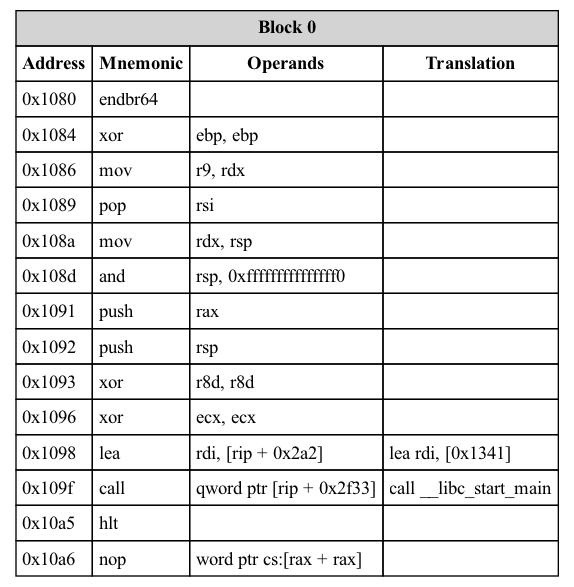 Block 0
Address Mnemonic Operands Translation
0x1080 endbr64
0x1084 xor ebp, ebp
0x1086 mov r9, rdx
0x1089 pop rsi
0x108a mov rdx, rsp
0x108d and rsp, 0xfffffffffffffff0
0x1091 push rax
0x1092 push rsp
0x1093 xor r8d, r8d
0x1096 xor ecx, ecx
0x1098 lea rdi, [rip + 0x2a2] lea rdi, [0x1341]
0x109f call qword ptr [rip + 0x2f33] call __libc_start_main
0x10a5 hlt
0x10a6 nop word ptr cs:[rax + rax]